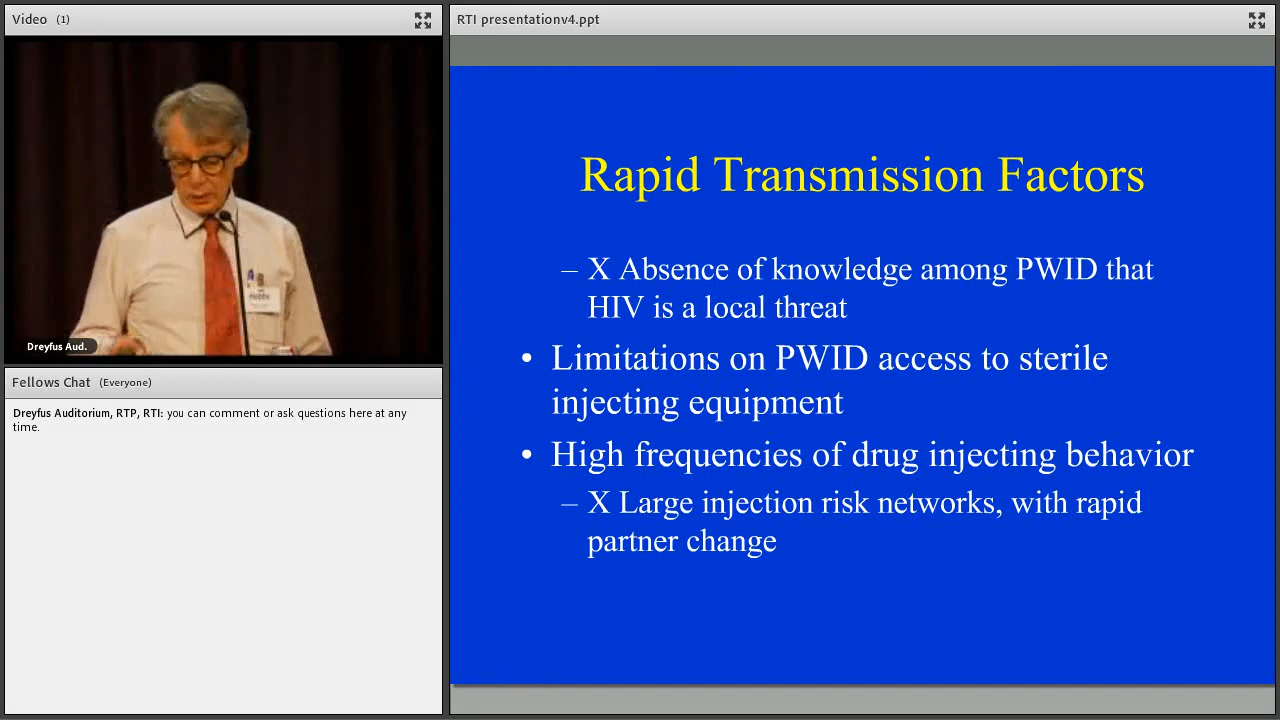 Video (1)
Dreyfus Aud.
Fellows Chat (Everyone)
Dreyfus Auditorium, RTP, RTI: you can comment or ask questions here at any
time.
RTI presentationv4.ppt
Rapid Transmission Factors
– X Absence of knowledge among PWID that
HIV is a local threat
• Limitations on PWID access to sterile
injecting equipment
• High frequencies of drug injecting behavior
– X Large injection risk networks, with rapid
partner change